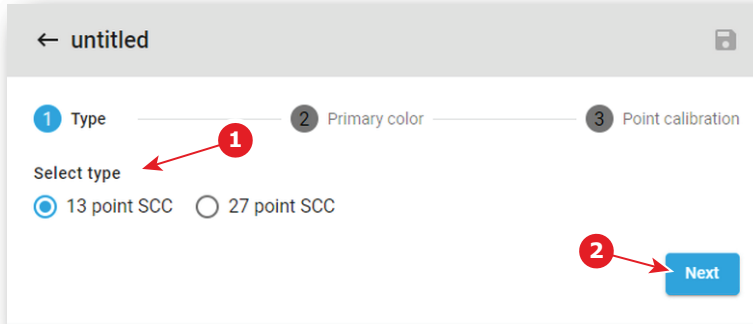 untitled
1 Type 2 Primary color 3 Point calibration
1
Select type
13 point SCC 27 point SCC
2
Next